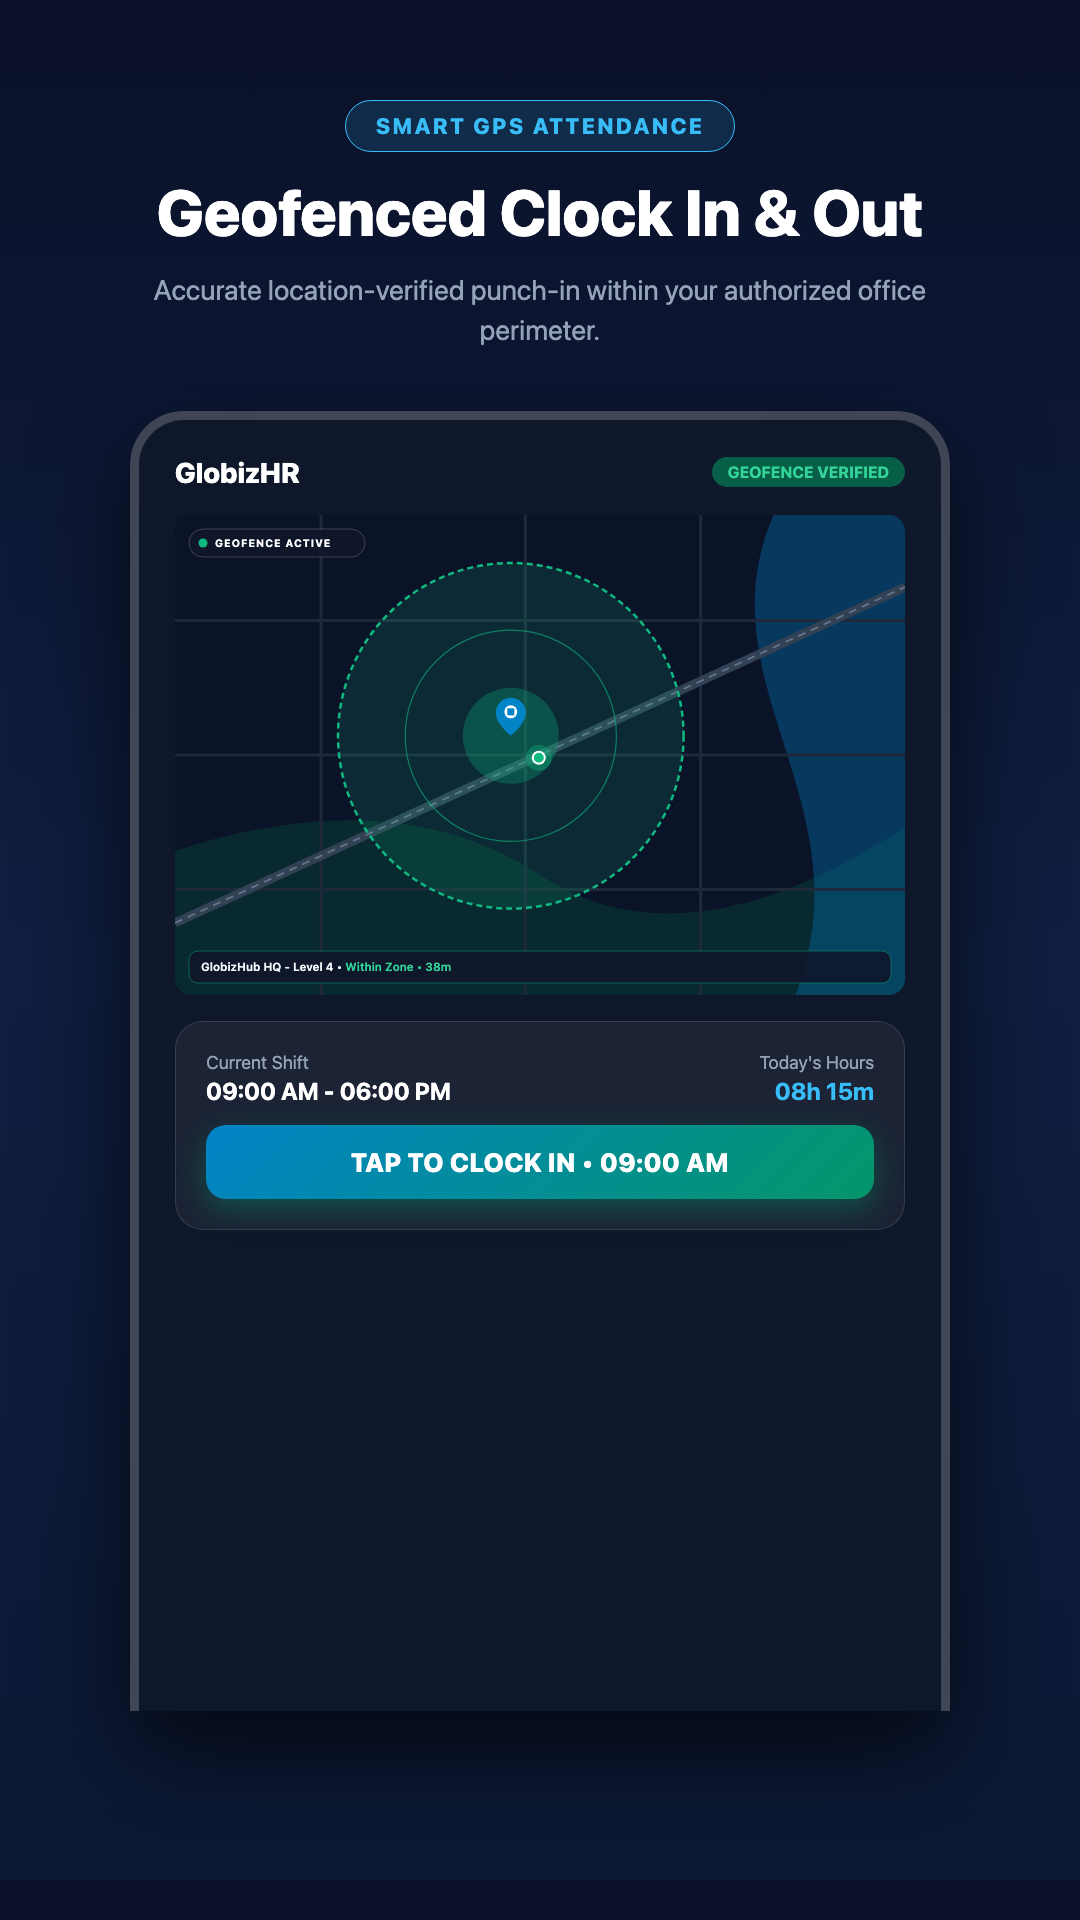 SMART GPS ATTENDANCE
Geofenced Clock In & Out
Accurate location-verified punch-in within your authorized office
perimeter.
GlobizHR
GEOFENCE VERIFIED
GEOFENCE ACTIVE
GlobizHub HQ - Level 4 • Within Zone • 38m
Current Shift
Today's Hours
09:00 AM - 06:00 PM
08h 15m
TAP TO CLOCK IN • 09:00 AM